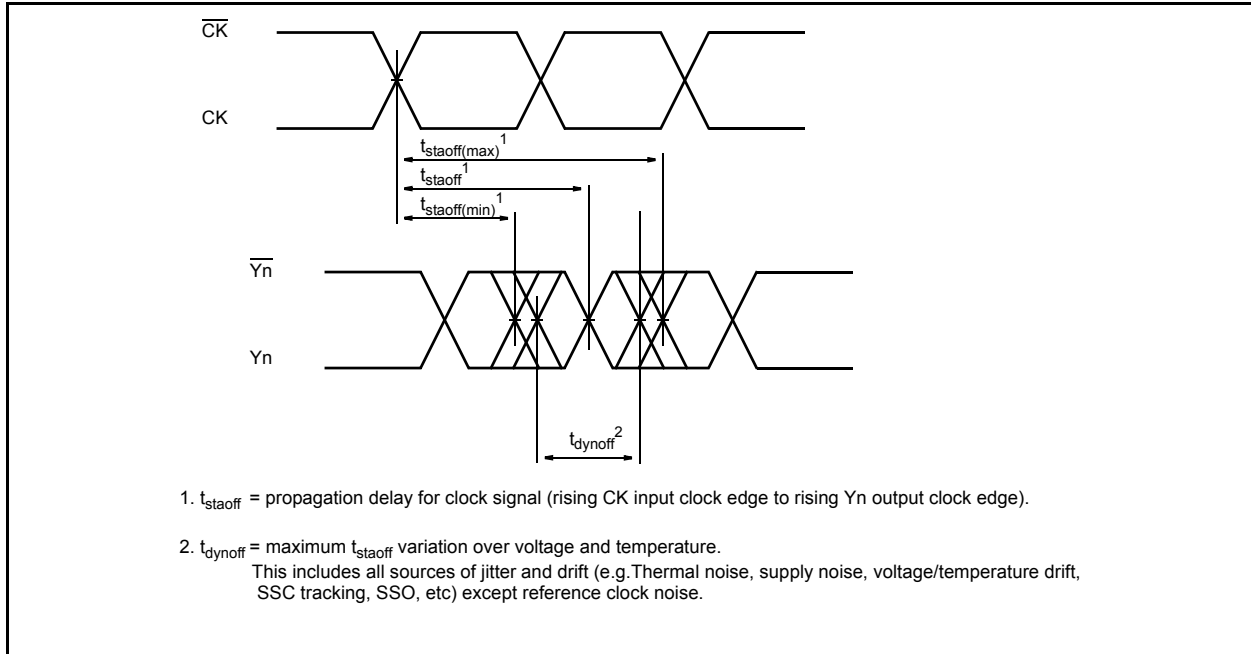 C̅K̅
CK
tstaoff(max)1
tstaoff1
tstaoff(min)1
Y̅n̅
Yn
tdynoff2
1. tstaoff = propagation delay for clock signal (rising CK input clock edge to rising Yn output clock edge).
2. tdynoff = maximum tstaoff variation over voltage and temperature.
This includes all sources of jitter and drift (e.g.Thermal noise, supply noise, voltage/temperature drift,
SSC tracking, SSO, etc) except reference clock noise.